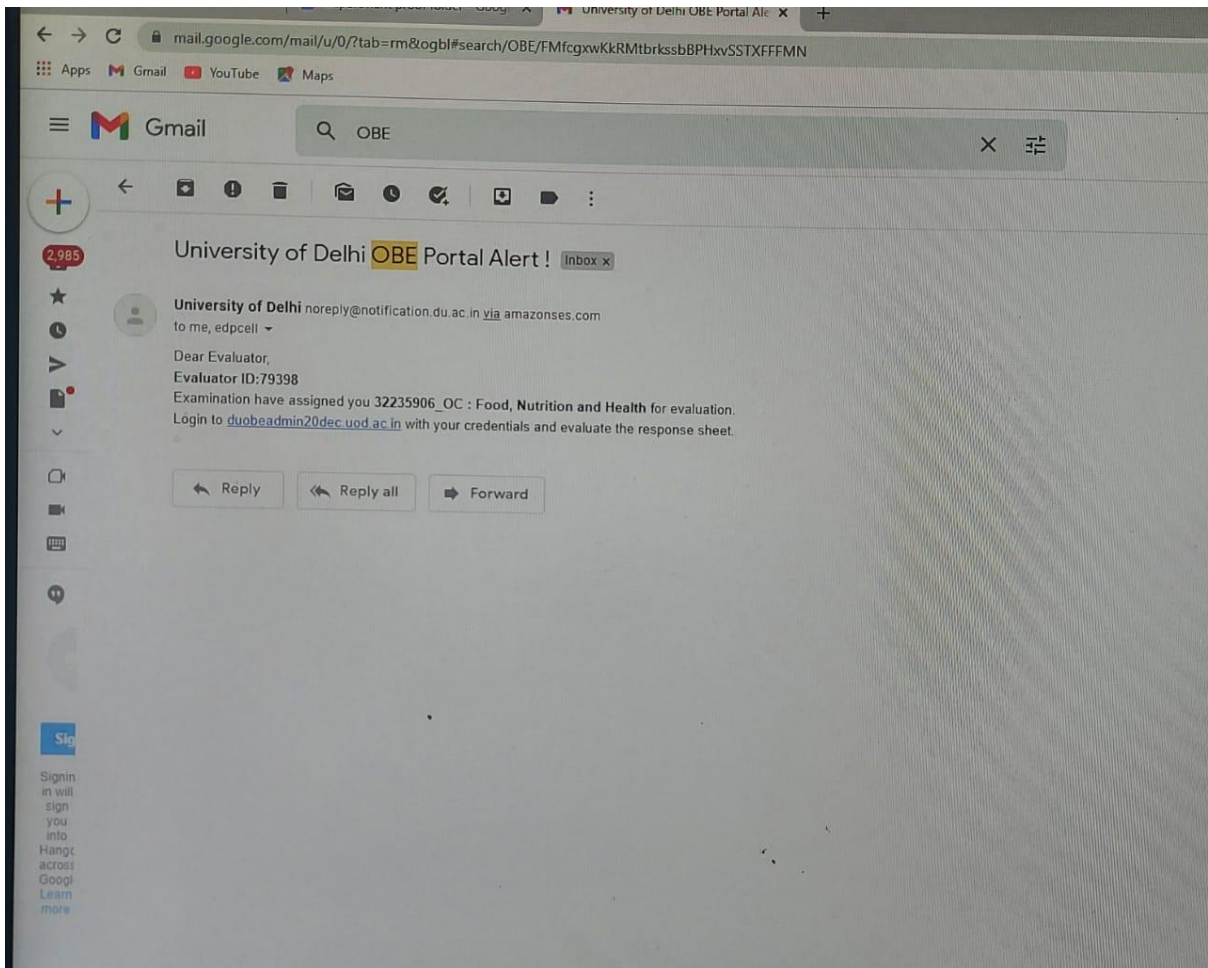 University of Delhi OBE Portal Ale × +
mail.google.com/mail/u/0/?tab=rm&ogbl#search/OBE/FMfcgxwKkRMtbrkssbBPHxvSSTXFFFMN
Apps Gmail YouTube Maps
Gmail OBE
2,985
University of Delhi OBE Portal Alert ! Inbox x
University of Delhi noreply@notification.du.ac.in via amazonses.com
to me, edpcell
Dear Evaluator,
Evaluator ID:79398
Examination have assigned you 32235906_OC : Food, Nutrition and Health for evaluation.
Login to duobeadmin20dec.uod.ac.in with your credentials and evaluate the response sheet.
Reply Reply all Forward
Sig
Signin
in will
sign
you
into
Hangc
across
Googl
Learn
more